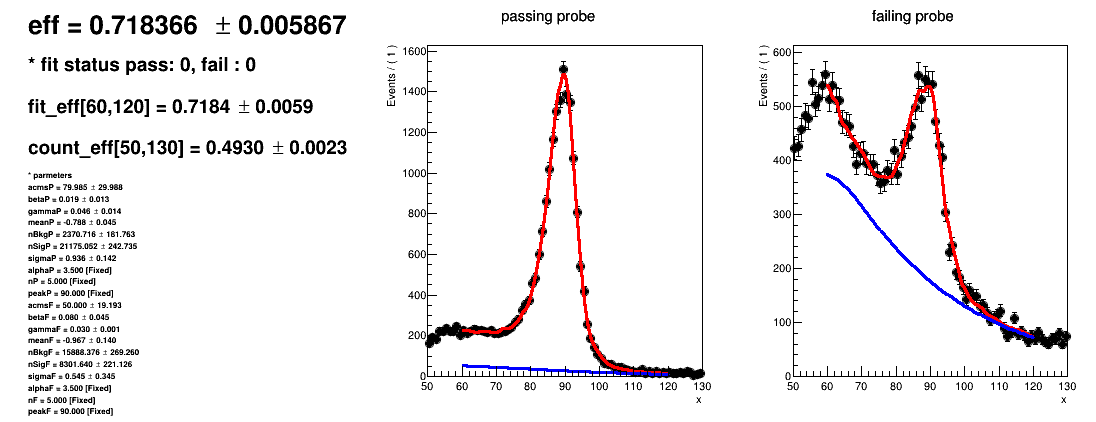 eff = 0.718366 ± 0.005867
* fit status pass: 0, fail : 0
fit_eff[60,120] = 0.7184 ± 0.0059
count_eff[50,130] = 0.4930 ± 0.0023
* parmeters
acmsP = 79.985 ± 29.988
betaP = 0.019 ± 0.013
gammaP = 0.046 ± 0.014
meanP = -0.788 ± 0.045
nBkgP = 2370.716 ± 181.763
nSigP = 21175.052 ± 242.735
sigmaP = 0.936 ± 0.142
alphaP = 3.500 [Fixed]
nP = 5.000 [Fixed]
peakP = 90.000 [Fixed]
acmsF = 50.000 ± 19.193
betaF = 0.080 ± 0.045
gammaF = 0.030 ± 0.001
meanF = -0.967 ± 0.140
nBkgF = 15888.376 ± 269.260
nSigF = 8301.640 ± 221.126
sigmaF = 0.545 ± 0.345
alphaF = 3.500 [Fixed]
nF = 5.000 [Fixed]
peakF = 90.000 [Fixed]
passing probe
Events / ( 1 )
1600
1400
1200
1000
800
600
400
200
0
50 60 70 80 90 100 110 120 130
x
failing probe
Events / ( 1 )
600
500
400
300
200
100
0
50 60 70 80 90 100 110 120 130
x